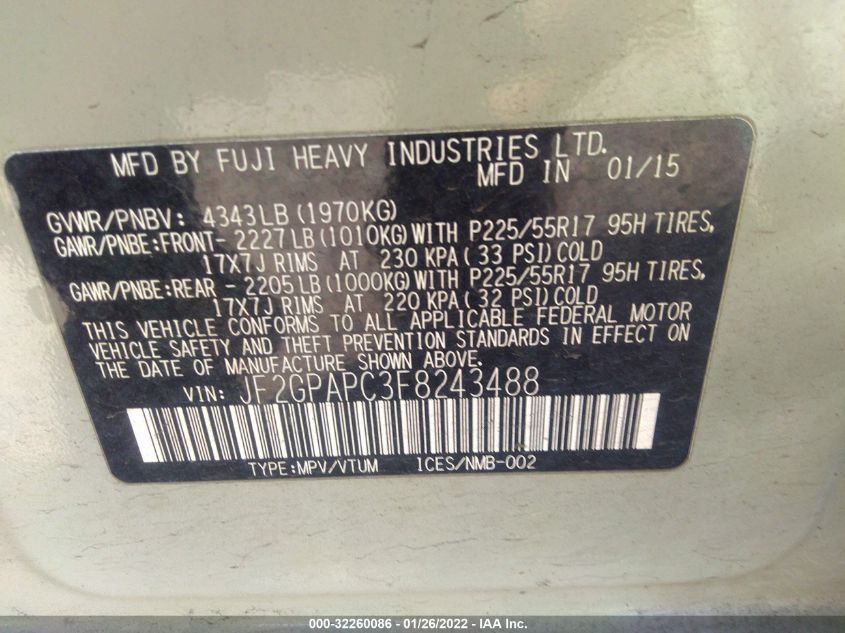 MFD BY FUJI HEAVY INDUSTRIES LTD.
MFD IN 01/15
GVWR/PNBV: 4343LB (1970KG)
GAWR/PNBE:FRONT- 2227LB (1010KG) WITH P225/55R17 95H TIRES,
17X7J RIMS AT 230 KPA ( 33 PSI) COLD
GAWR/PNBE:REAR - 2205LB (1000KG) WITH P225/55R17 95H TIRES,
17X7J RIMS AT 220 KPA ( 32 PSI) COLD
THIS VEHICLE CONFORMS TO ALL APPLICABLE FEDERAL MOTOR
VEHICLE SAFETY AND THEFT PREVENTION STANDARDS IN EFFECT ON
THE DATE OF MANUFACTURE SHOWN ABOVE.
VIN: JF2GPAPC3F8243488
TYPE:MPV/VTUM ICES/NMB-002
000-32260086 - 01/26/2022 - IAA Inc.